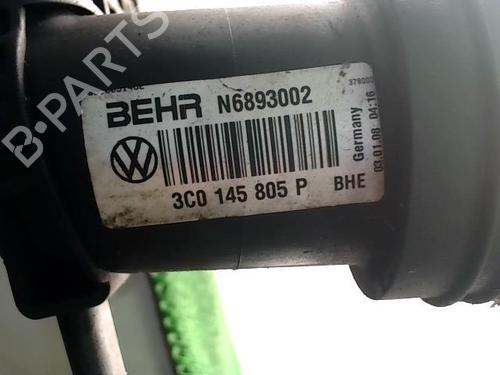 B-PARTS
BEHR N6893002
3C0 145 805 P BHE
Germany
03.01.08 04:16